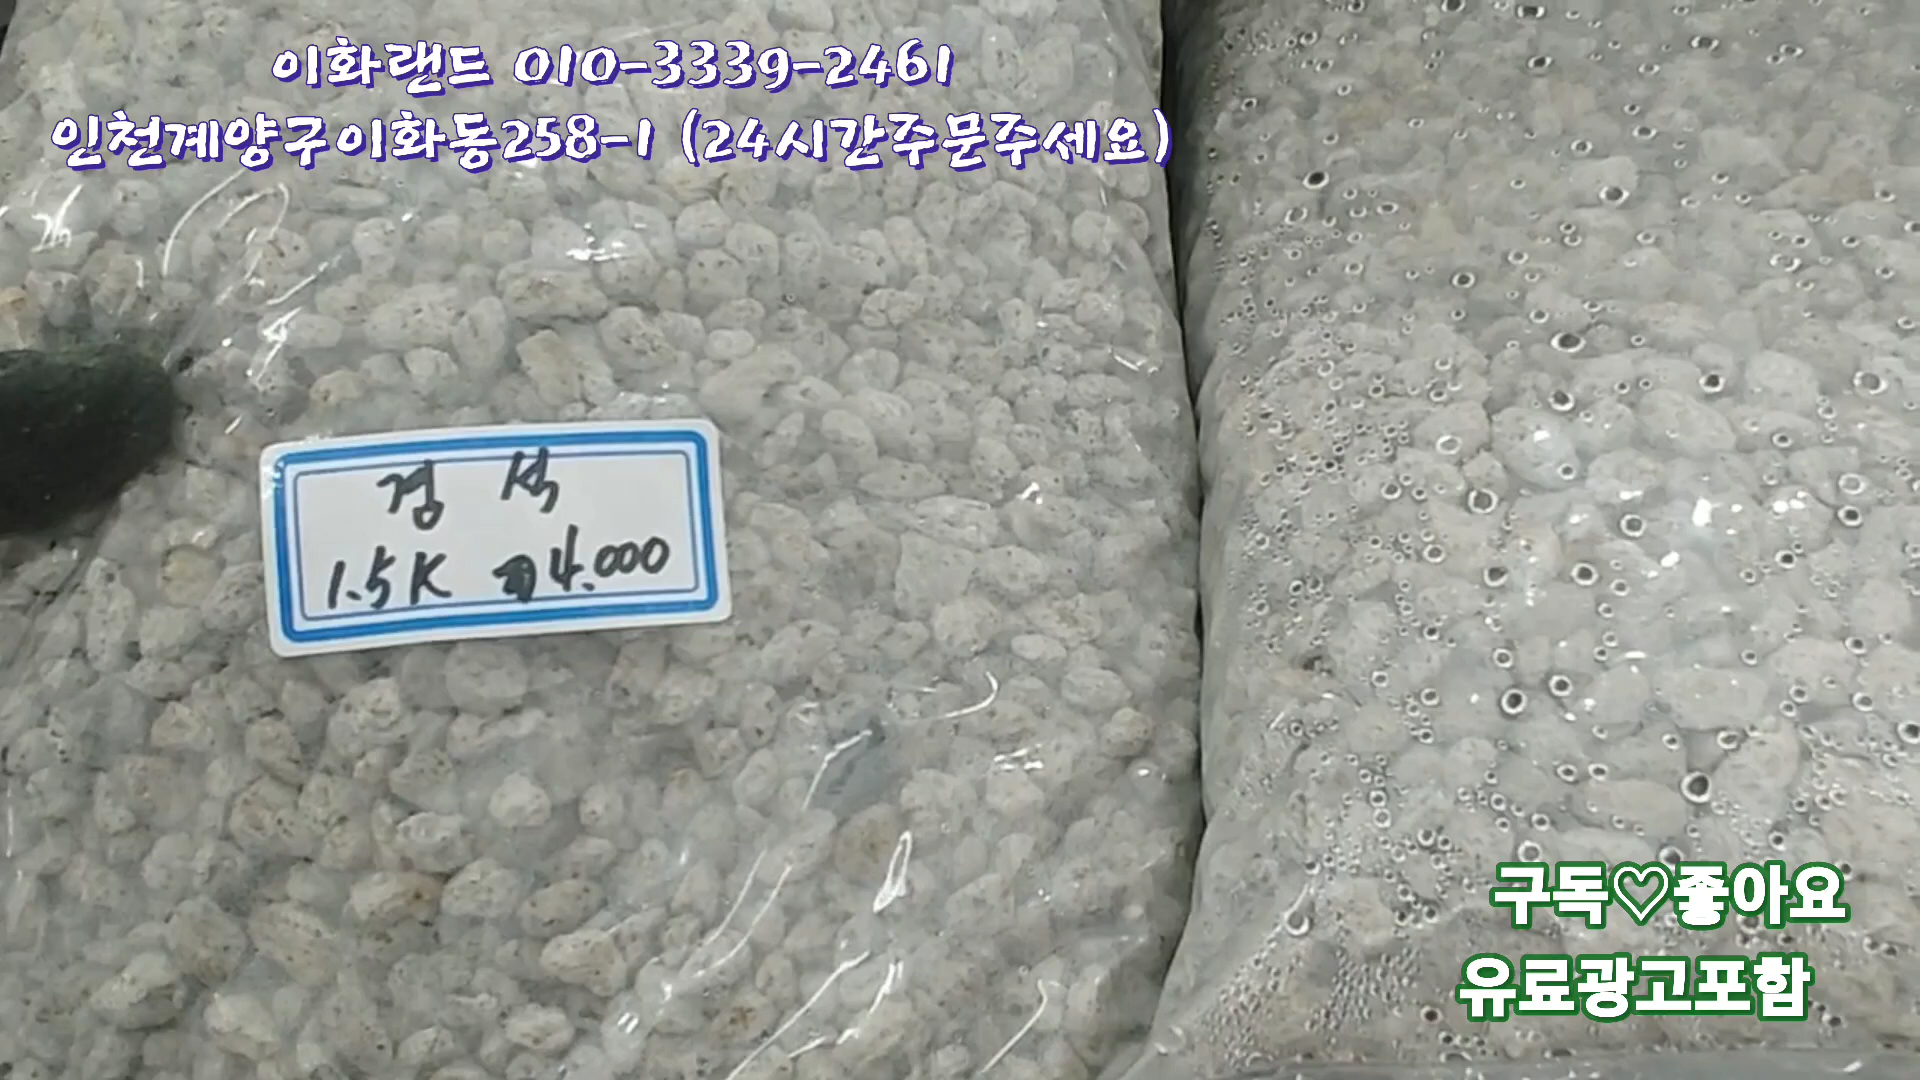 이화랜드 010-3339-2461
인천계양구이화동258-1 (24시간주문주세요)
경 석
1.5K 4.000
구독♡좋아요
유료광고포함